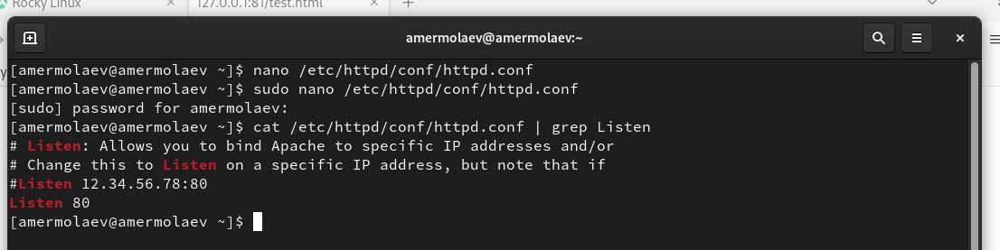 Rocky Linux
127.0.0.1:81/test.html
amermolaev@amermolaev:~
[amermolaev@amermolaev ~]$ nano /etc/httpd/conf/httpd.conf
[amermolaev@amermolaev ~]$ sudo nano /etc/httpd/conf/httpd.conf
[sudo] password for amermolaev:
[amermolaev@amermolaev ~]$ cat /etc/httpd/conf/httpd.conf | grep Listen
# Listen: Allows you to bind Apache to specific IP addresses and/or
# Change this to Listen on a specific IP address, but note that if
#Listen 12.34.56.78:80
Listen 80
[amermolaev@amermolaev ~]$